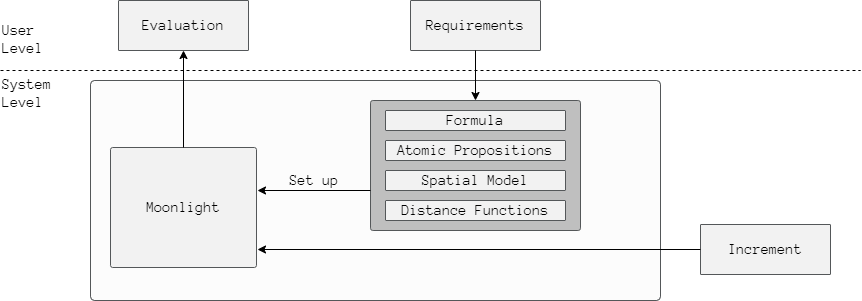 User
Level
Evaluation
Requirements
System
Level
Formula
Atomic Propositions
Spatial Model
Distance Functions
Set up
Moonlight
Increment